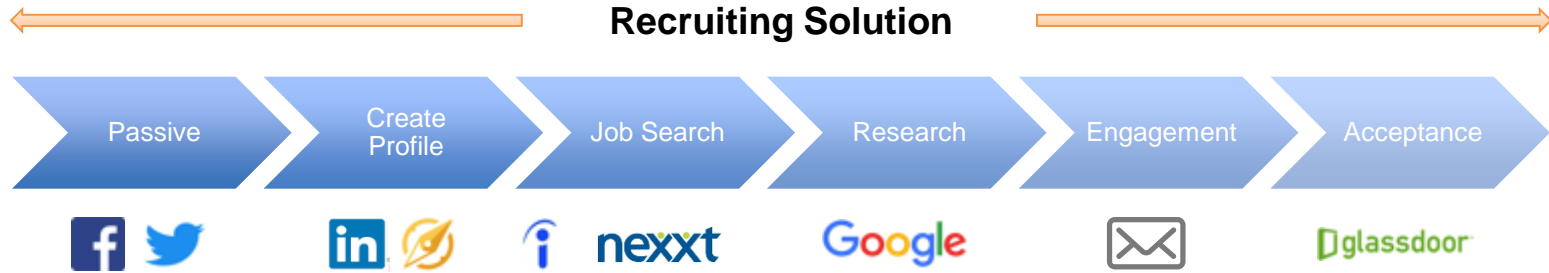 Recruiting Solution
Passive
Create
Profile
Job Search
Research
Engagement
Acceptance
f
in
nexxt
Google
glassdoor